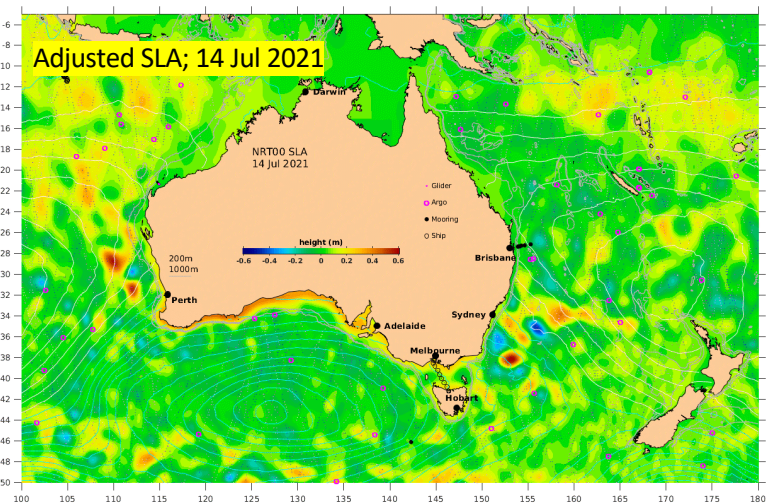 Adjusted SLA; 14 Jul 2021
-6
-8
10
12
14
16
18
20
22
24
26
28
30
32
34
36
38
40
42
44
46
48
50
Darwin
NRT00 SLA
14 Jul 2021
Glider
Argo
Mooring
Ship
height (m)
-0.6 -0.4 -0.2 0 0.2 0.4 0.6
200m
1000m
Brisbane
Perth
Sydney
Adelaide
Melbourne
Hobart
100 105 110 115 120 125 130 135 140 145 150 155 160 165 170 175 180